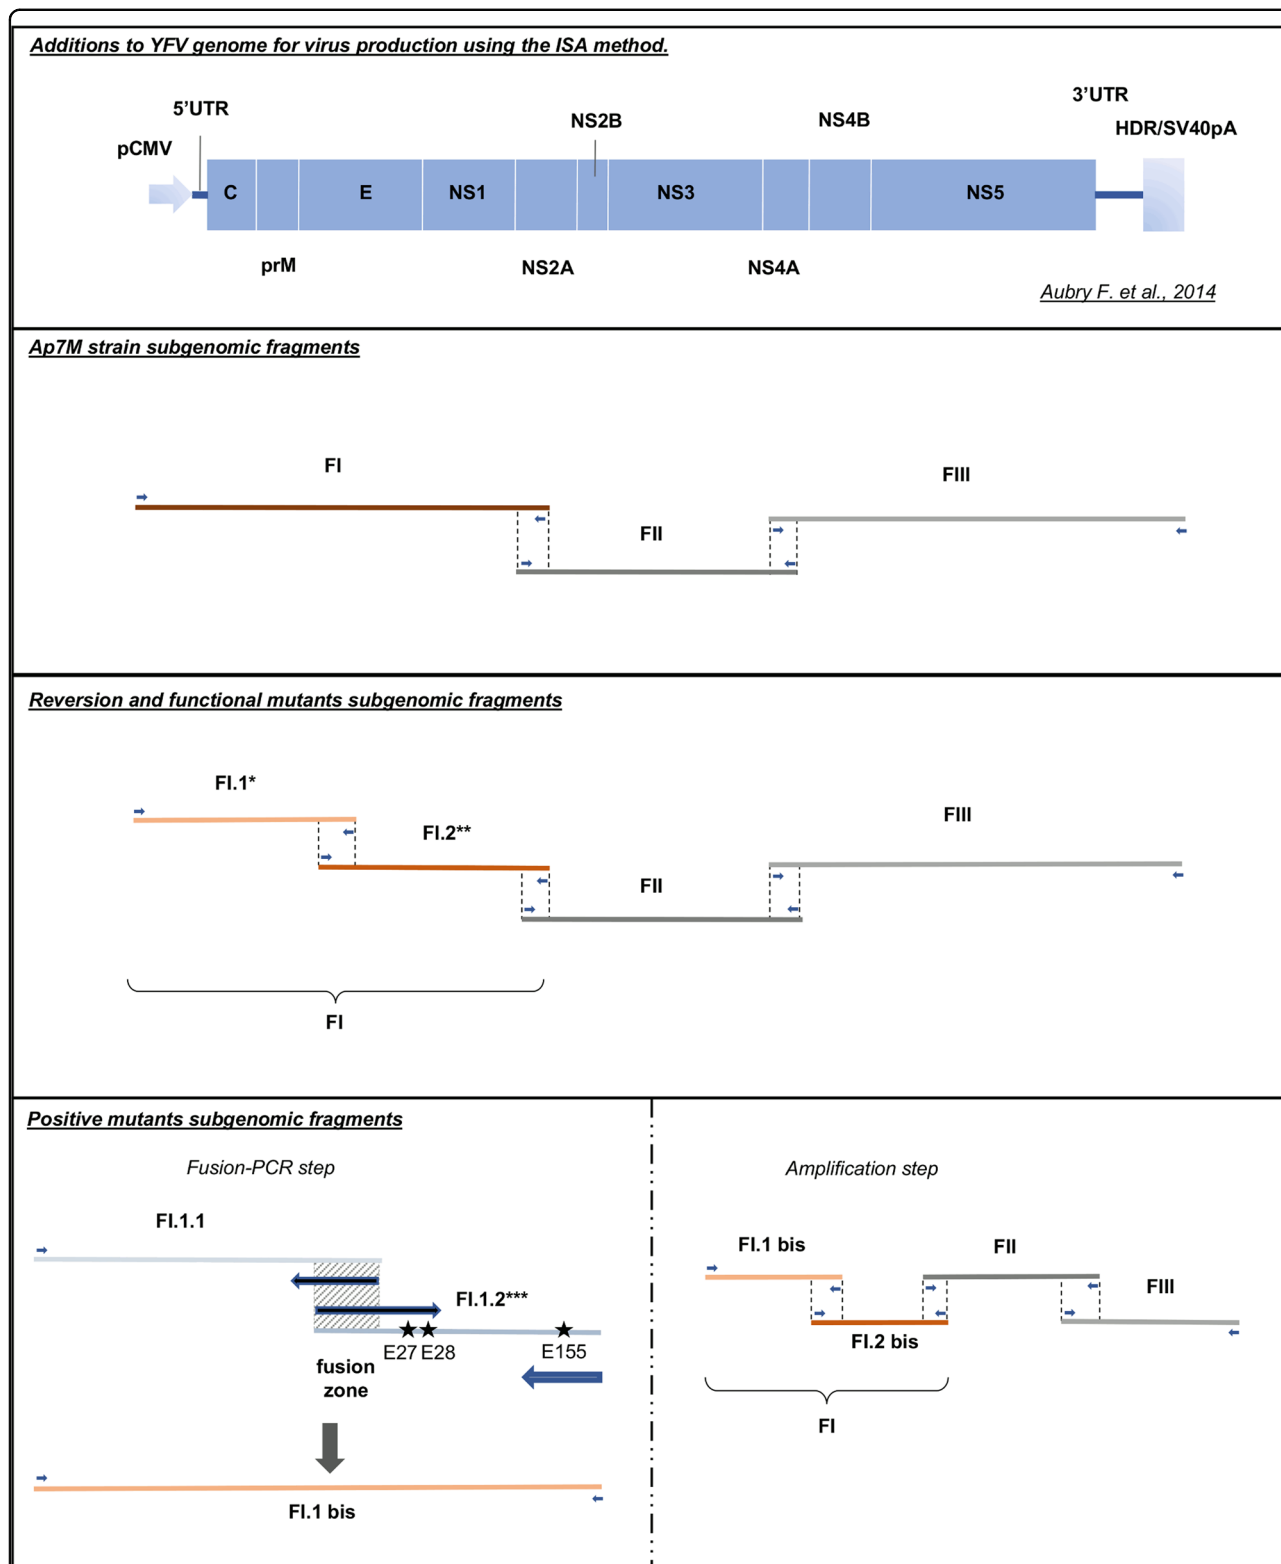 Additions to YFV genome for virus production using the ISA method.
5'UTR
3'UTR
NS2B
NS4B
HDR/SV40pA
pCMV
C
E
NS1
NS3
NS5
prM
NS2A
NS4A
Aubry F. et al., 2014
Ap7M strain subgenomic fragments
FI
FIII
FII
Reversion and functional mutants subgenomic fragments
FI.1*
FI.2**
FIII
FII
FI
Positive mutants subgenomic fragments
Fusion-PCR step
Amplification step
FI.1.1
FI.1.2***
E27 E28
E155
fusion
zone
FI.1 bis
FI.1 bis
FII
FIII
FI.2 bis
FI